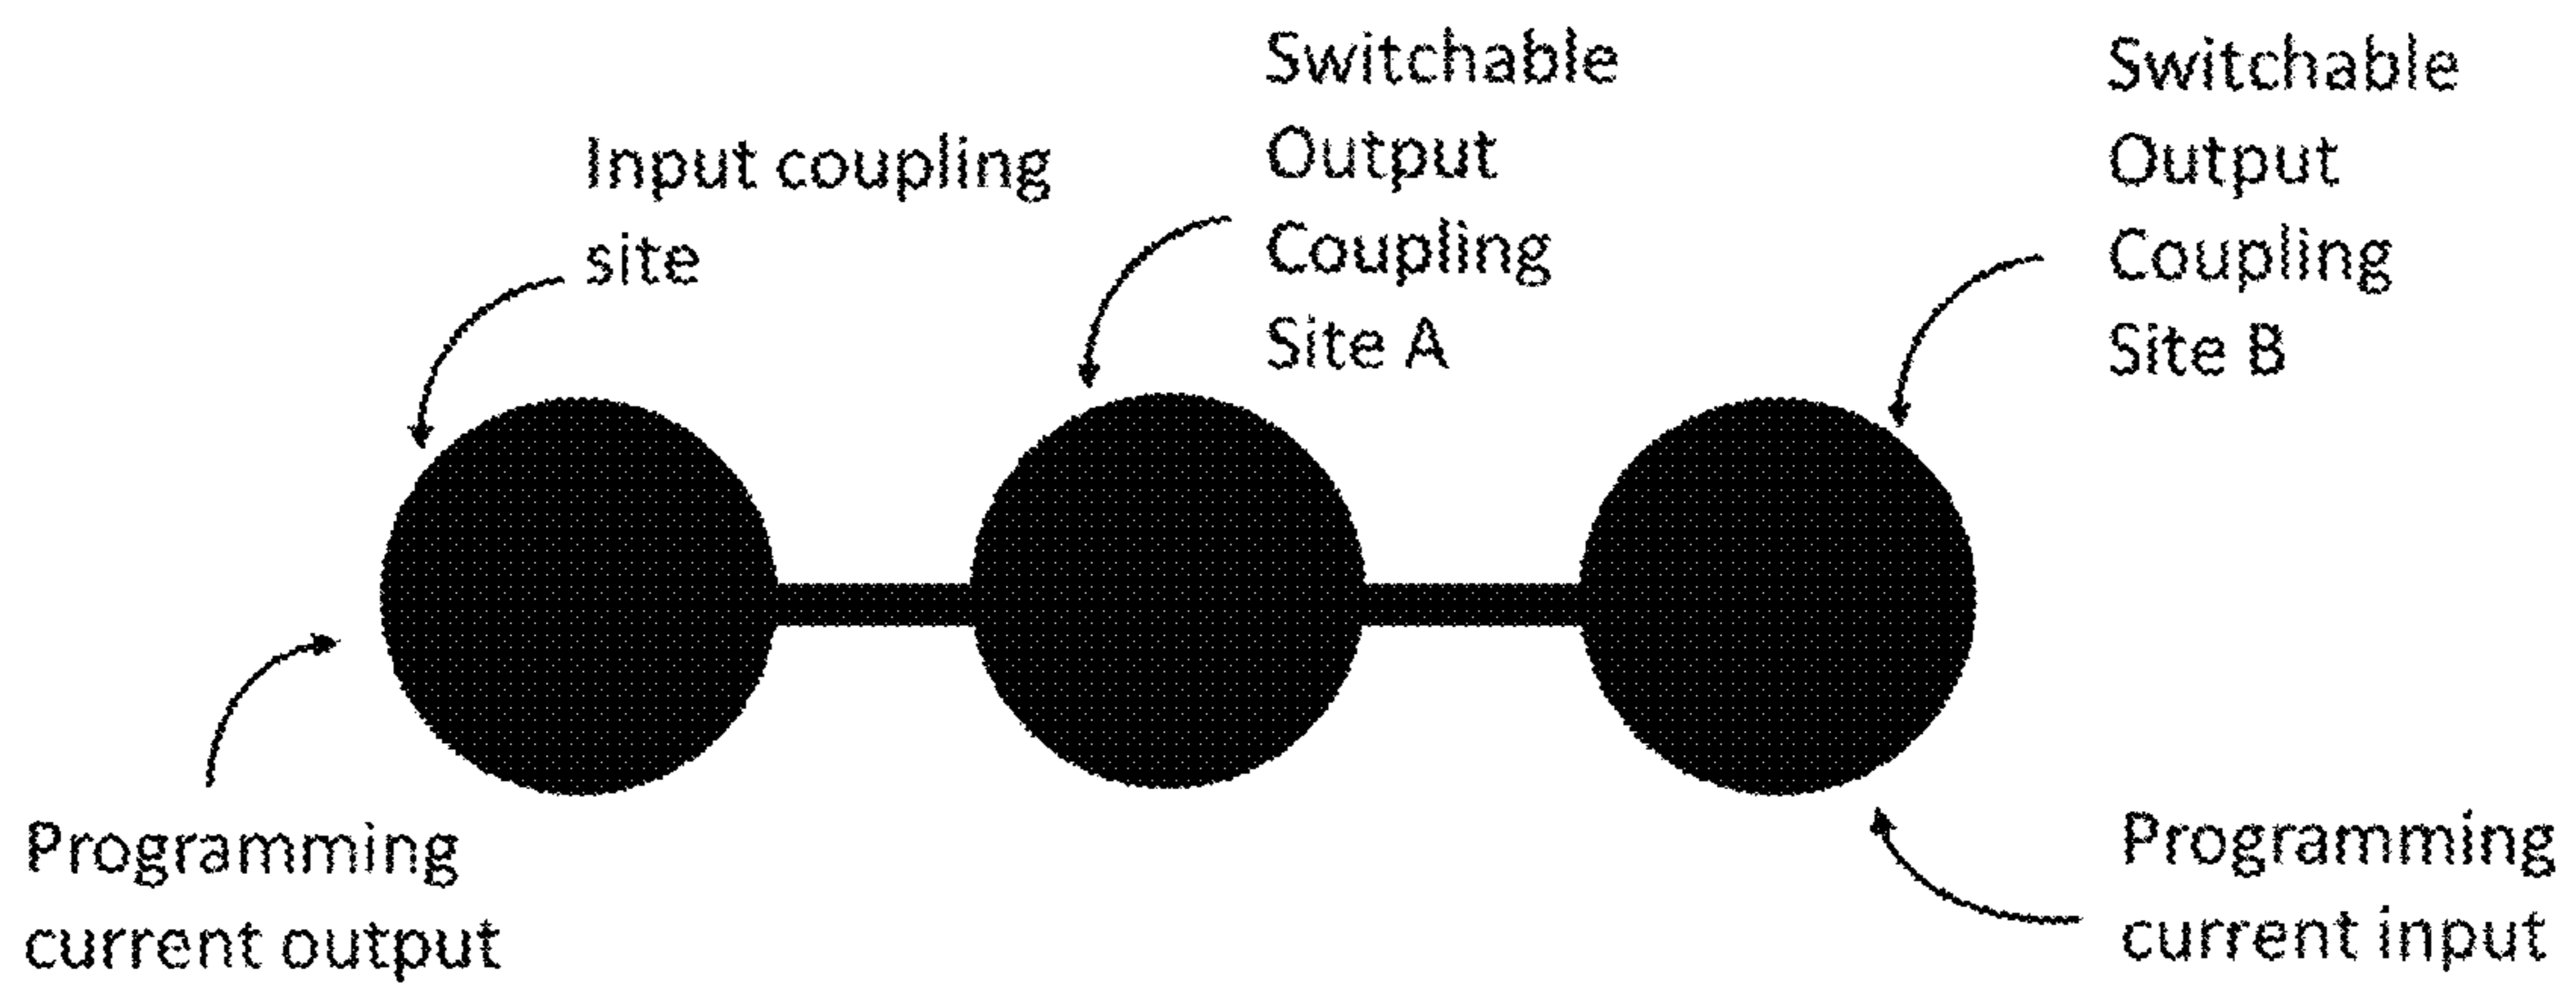 Input coupling
site
Switchable
Output
Coupling
Site A
Switchable
Output
Coupling
Site B
Programming
current output
Programming
current input